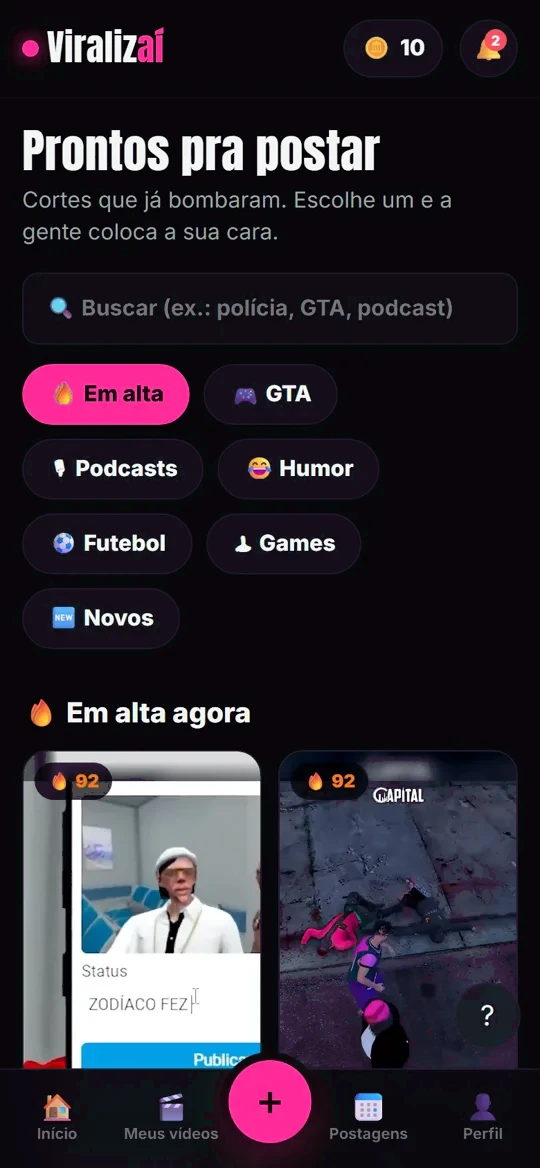 Viralizaí
10
2
Prontos pra postar
Cortes que já bombaram. Escolhe um e a
gente coloca a sua cara.
Buscar (ex.: polícia, GTA, podcast)
Em alta
GTA
Podcasts
Humor
Futebol
Games
NEW Novos
Em alta agora
92
92
CAPITAL
Status
ZODÍACO FEZ
Publica
?
+
Início
Meus vídeos
Postagens
Perfil